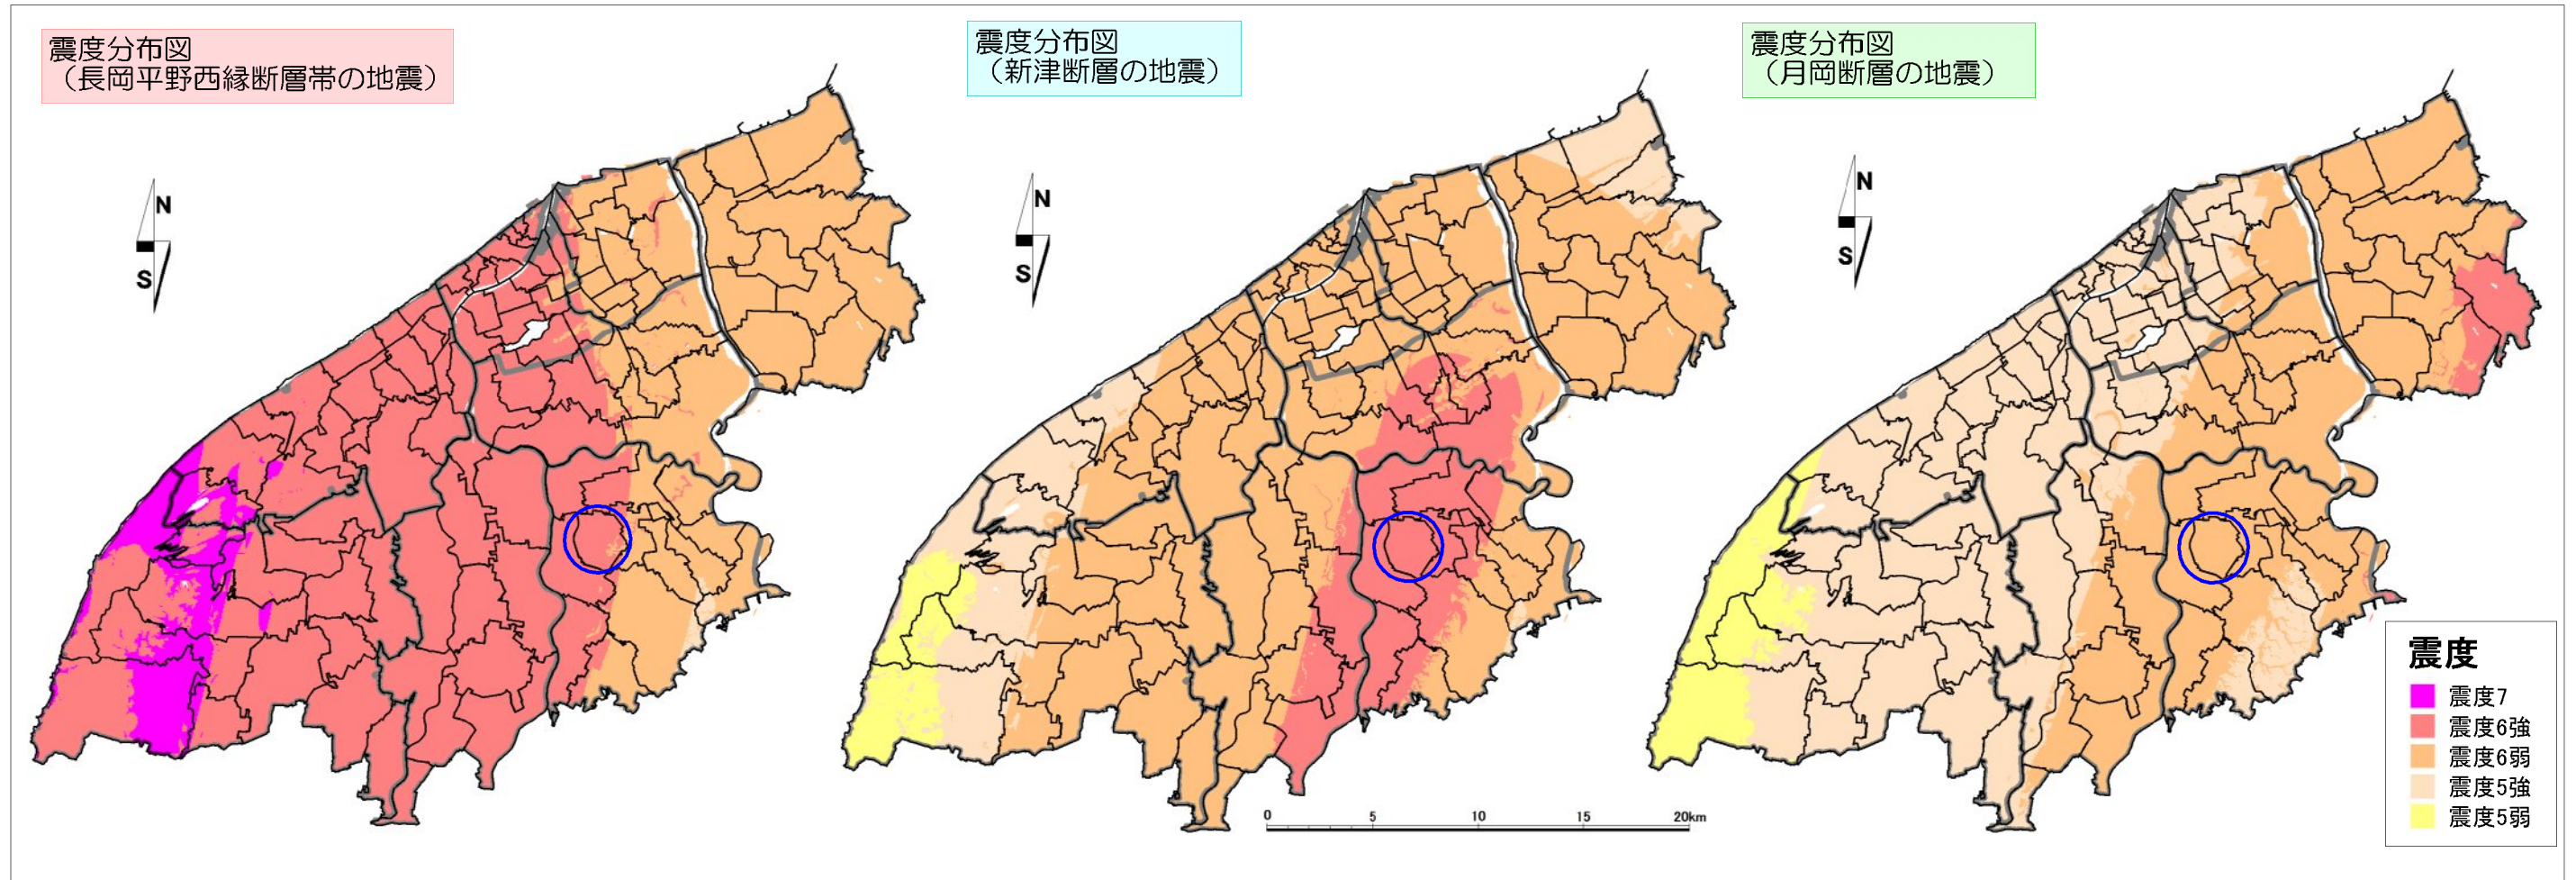 震度分布図
（長岡平野西縁断層帯の地震）
震度分布図
（新津断層の地震）
震度分布図
（月岡断層の地震）
N
S
N
S
N
S
0 5 10 15 20km
震度
震度7
震度6強
震度6弱
震度5強
震度5弱